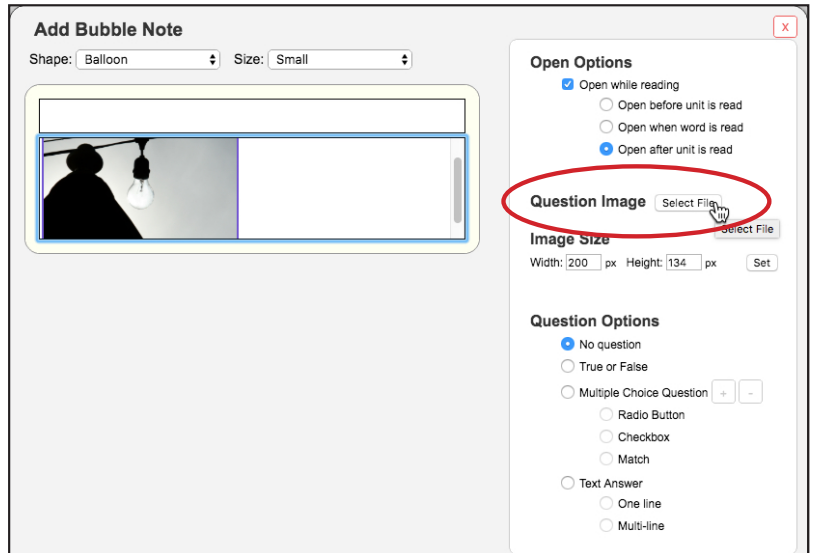 Add Bubble Note
X
Shape: Balloon Size: Small
Open Options
Open while reading
Open before unit is read
Open when word is read
Open after unit is read
Question Image Select File
Select File
Image Size
Width: 200 px Height: 134 px Set
Question Options
No question
True or False
Multiple Choice Question + -
Radio Button
Checkbox
Match
Text Answer
One line
Multi-line